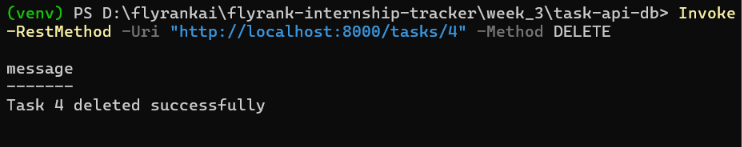 (venv) PS D:\flyrankai\flyrank-internship-tracker\week_3\task-api-db> Invoke
-RestMethod -Uri "http://localhost:8000/tasks/4" -Method DELETE
message
-------
Task 4 deleted successfully